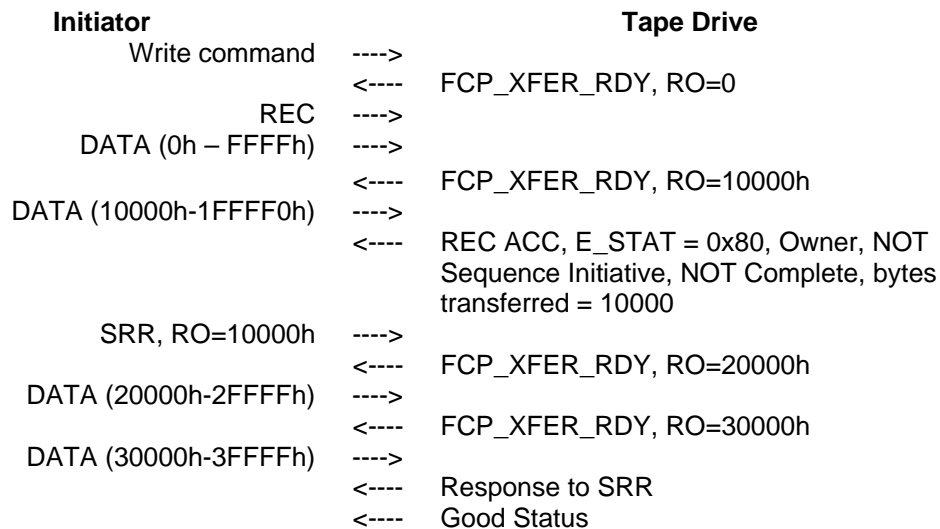 Initiator Tape Drive
Write command ---->
<---- FCP_XFER_RDY, RO=0
REC ---->
DATA (0h – FFFFh) ---->
<---- FCP_XFER_RDY, RO=10000h
DATA (10000h-1FFFF0h) ---->
<---- REC ACC, E_STAT = 0x80, Owner, NOT
Sequence Initiative, NOT Complete, bytes
transferred = 10000
SRR, RO=10000h ---->
<---- FCP_XFER_RDY, RO=20000h
DATA (20000h-2FFFFh) ---->
<---- FCP_XFER_RDY, RO=30000h
DATA (30000h-3FFFFh) ---->
<---- Response to SRR
<---- Good Status